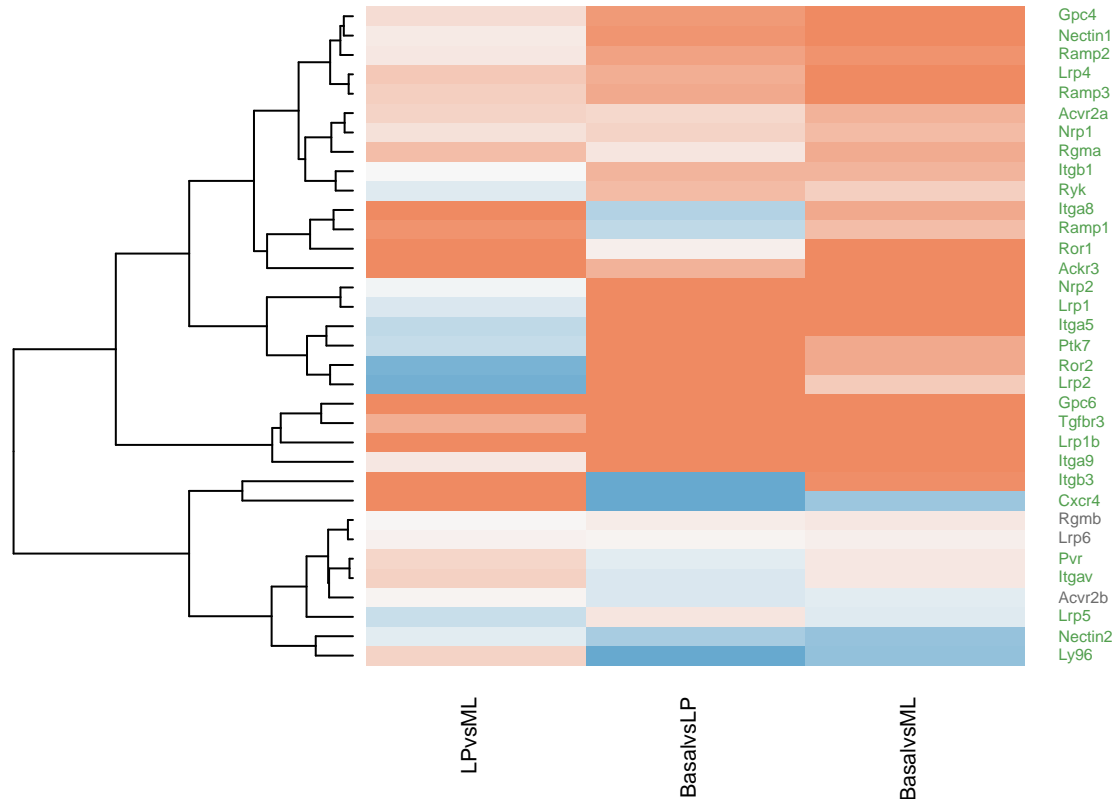 Gpc4
Nectin1
Ramp2
Lrp4
Ramp3
Acvr2a
Nrp1
Rgma
Itgb1
Ryk
Itga8
Ramp1
Ror1
Ackr3
Nrp2
Lrp1
Itga5
Ptk7
Ror2
Lrp2
Gpc6
Tgfbr3
Lrp1b
Itga9
Itgb3
Cxcr4
Rgmb
Lrp6
Pvr
Itgav
Acvr2b
Lrp5
Nectin2
Ly96
LPvsML
BasalvsLP
BasalvsML